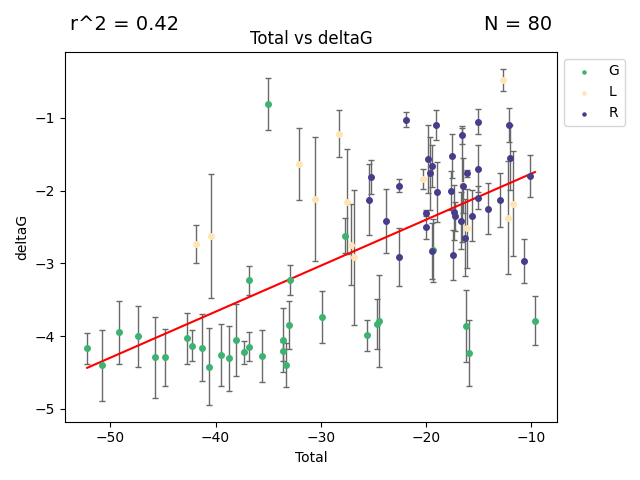 r^2 = 0.42
N = 80
Total vs deltaG
G
L
R
−1
−2
−3
−4
−5
deltaG
−50
−40
−30
−20
−10
Total